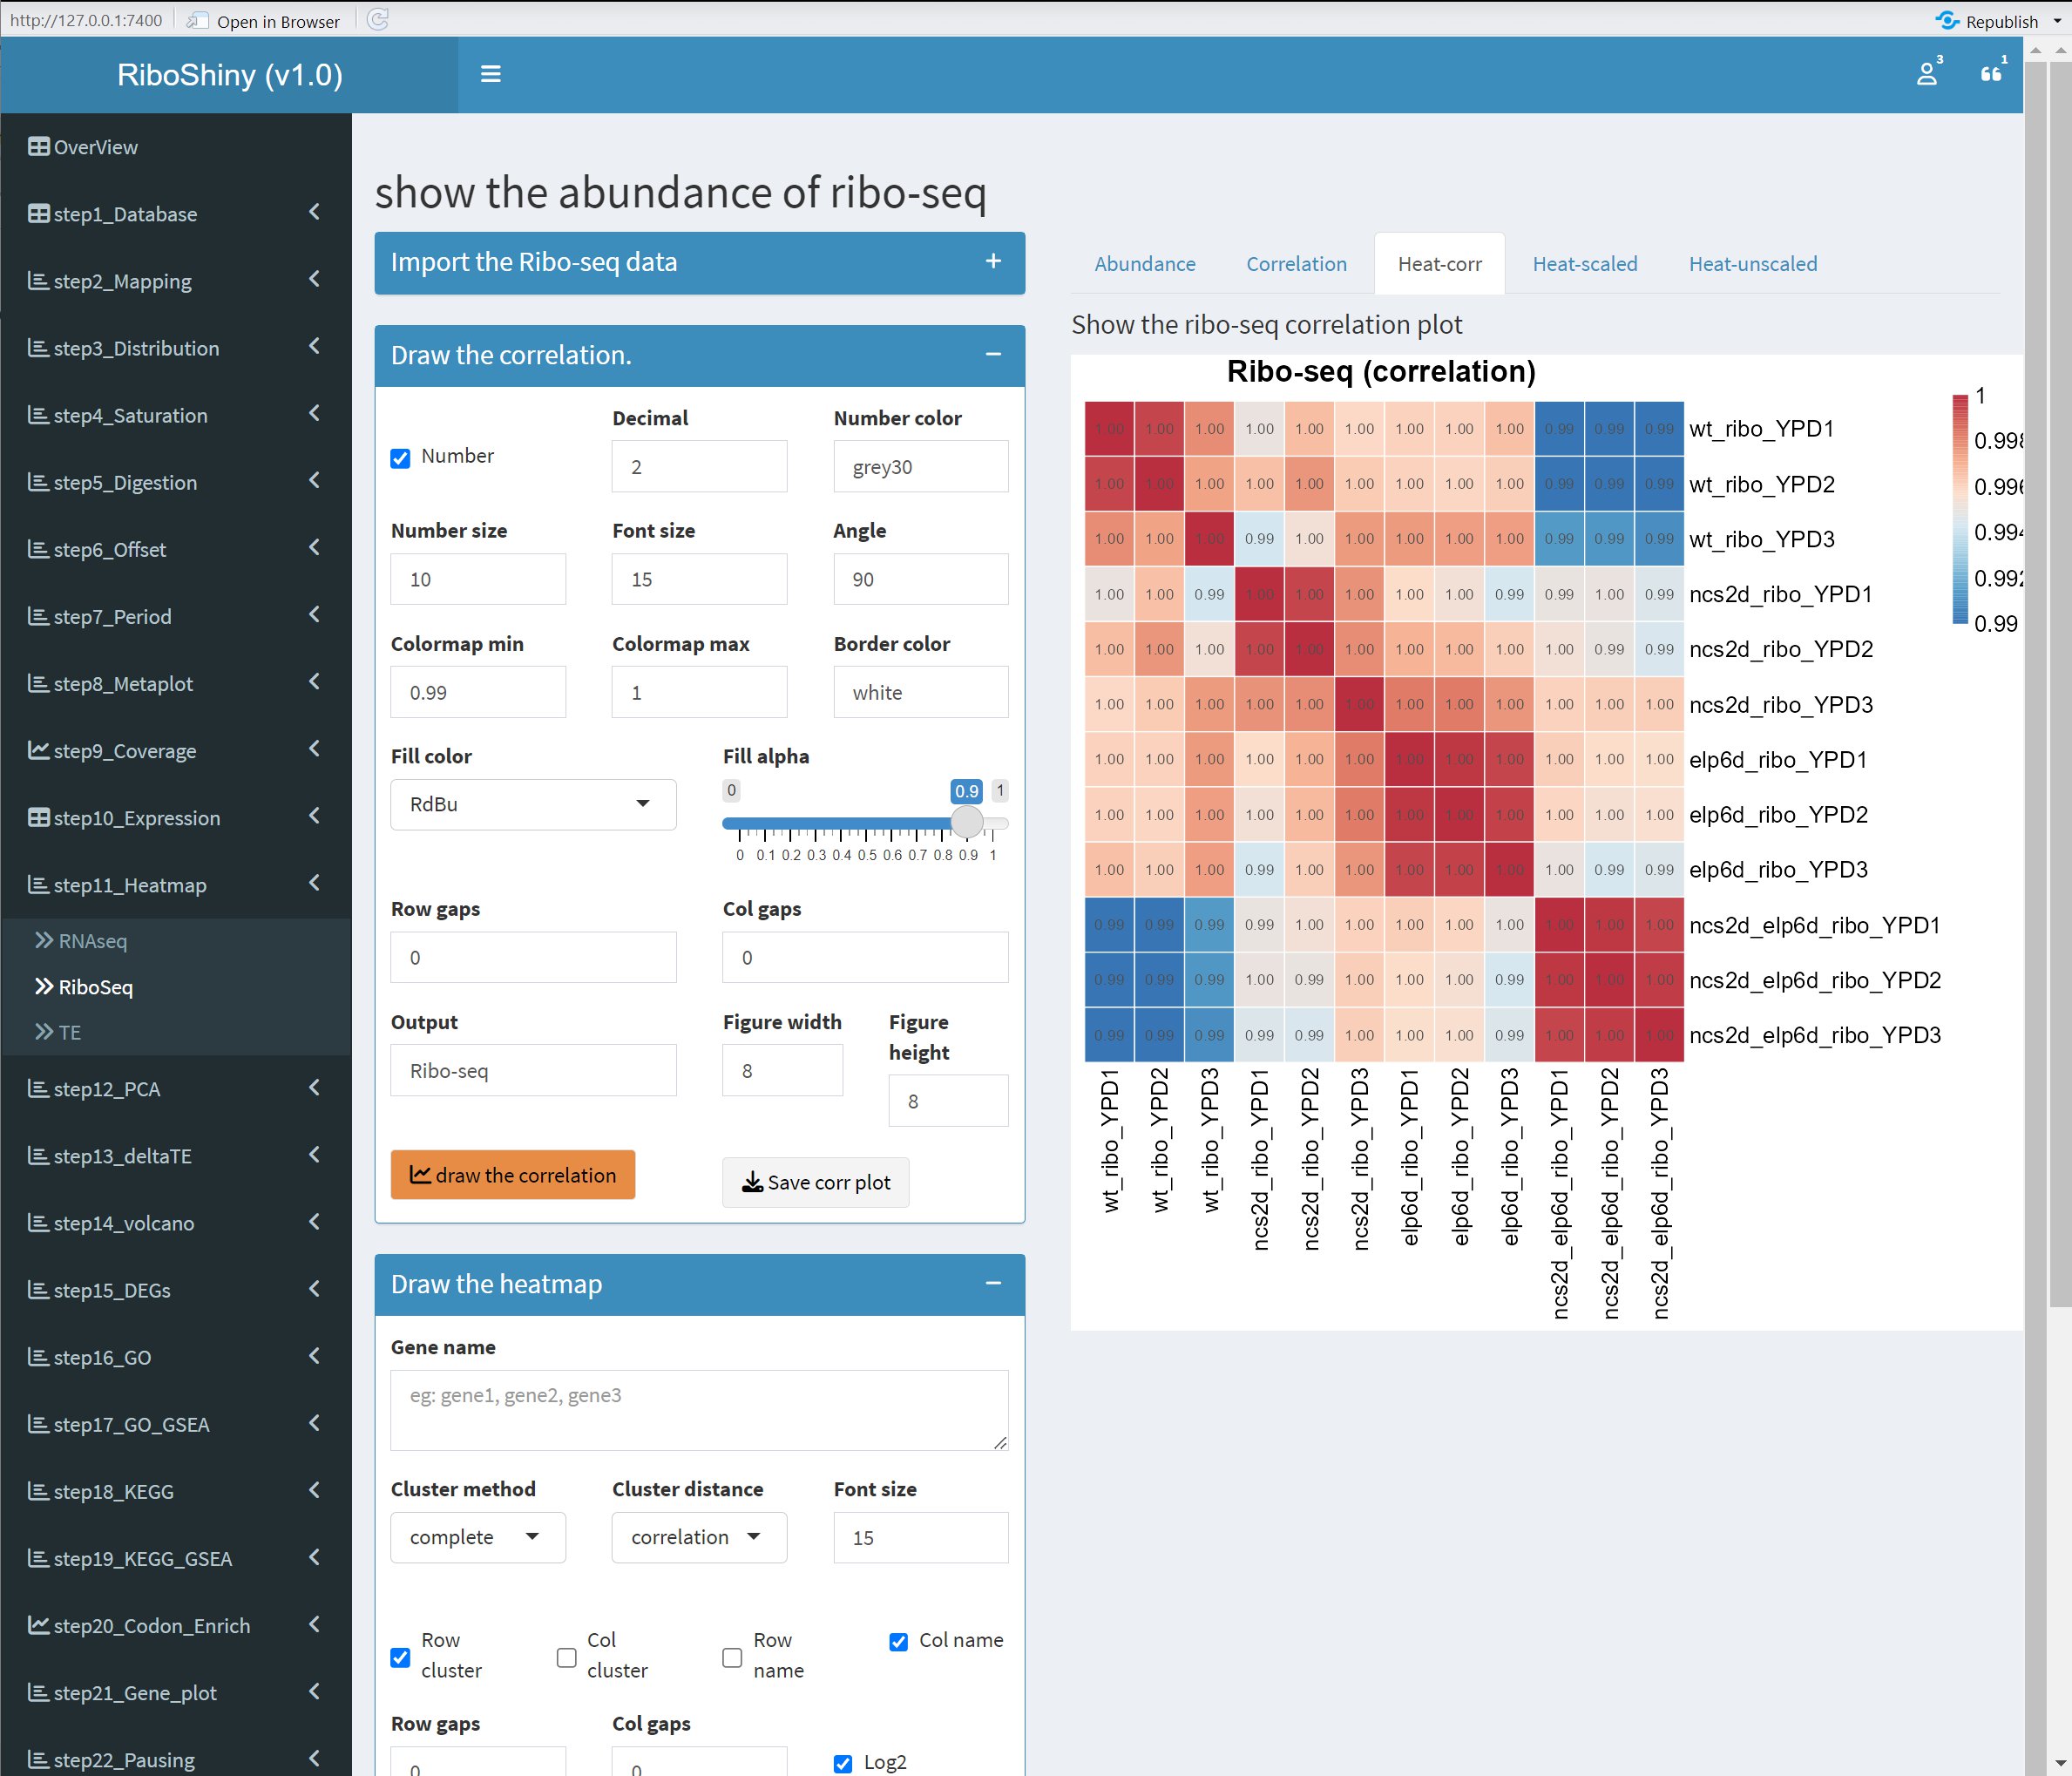 http://127.0.0.1:7400
Open in Browser
Republish
RiboShiny (v1.0)
3
1
OverView
step1_Database
step2_Mapping
step3_Distribution
step4_Saturation
step5_Digestion
step6_Offset
step7_Period
step8_Metaplot
step9_Coverage
step10_Expression
step11_Heatmap
RNAseq
RiboSeq
TE
step12_PCA
step13_deltaTE
step14_volcano
step15_DEGs
step16_GO
step17_GO_GSEA
step18_KEGG
step19_KEGG_GSEA
step20_Codon_Enrich
step21_Gene_plot
step22_Pausing
show the abundance of ribo-seq
Import the Ribo-seq data
Draw the correlation.
Number
Decimal
2
Number color
grey30
Number size
10
Font size
15
Angle
90
Colormap min
0.99
Colormap max
1
Border color
white
Fill color
RdBu
Fill alpha
0 0.9 1
0 0.1 0.2 0.3 0.4 0.5 0.6 0.7 0.8 0.9 1
Row gaps
0
Col gaps
0
Output
Ribo-seq
Figure width
8
Figure
height
8
draw the correlation
Save corr plot
Draw the heatmap
Gene name
eg: gene1, gene2, gene3
Cluster method
complete
Cluster distance
correlation
Font size
15
Row
cluster
Col
cluster
Row
name
Col name
Row gaps
0
Col gaps
0
Log2
Abundance
Correlation
Heat-corr
Heat-scaled
Heat-unscaled
Show the ribo-seq correlation plot
Ribo-seq (correlation)
1.00 1.00 1.00 1.00 1.00 1.00 1.00 1.00 1.00 0.99 0.99 0.99 wt_ribo_YPD1
1.00 1.00 1.00 1.00 1.00 1.00 1.00 1.00 1.00 0.99 0.99 0.99 wt_ribo_YPD2
1.00 1.00 1.00 0.99 1.00 1.00 1.00 1.00 1.00 0.99 0.99 0.99 wt_ribo_YPD3
1.00 1.00 0.99 1.00 1.00 1.00 1.00 1.00 0.99 0.99 1.00 0.99 ncs2d_ribo_YPD1
1.00 1.00 1.00 1.00 1.00 1.00 1.00 1.00 1.00 1.00 0.99 0.99 ncs2d_ribo_YPD2
1.00 1.00 1.00 1.00 1.00 1.00 1.00 1.00 1.00 1.00 1.00 1.00 ncs2d_ribo_YPD3
1.00 1.00 1.00 1.00 1.00 1.00 1.00 1.00 1.00 1.00 1.00 1.00 elp6d_ribo_YPD1
1.00 1.00 1.00 1.00 1.00 1.00 1.00 1.00 1.00 1.00 1.00 0.99 elp6d_ribo_YPD2
1.00 1.00 1.00 0.99 1.00 1.00 1.00 1.00 1.00 1.00 0.99 0.99 elp6d_ribo_YPD3
0.99 0.99 0.99 0.99 1.00 1.00 1.00 1.00 1.00 1.00 1.00 1.00 ncs2d_elp6d_ribo_YPD1
0.99 0.99 0.99 1.00 0.99 1.00 1.00 1.00 0.99 1.00 1.00 1.00 ncs2d_elp6d_ribo_YPD2
0.99 0.99 0.99 0.99 0.99 1.00 1.00 1.00 0.99 1.00 1.00 1.00 ncs2d_elp6d_ribo_YPD3
wt_ribo_YPD1
wt_ribo_YPD2
wt_ribo_YPD3
ncs2d_ribo_YPD1
ncs2d_ribo_YPD2
ncs2d_ribo_YPD3
elp6d_ribo_YPD1
elp6d_ribo_YPD2
elp6d_ribo_YPD3
ncs2d_elp6d_ribo_YPD1
ncs2d_elp6d_ribo_YPD2
ncs2d_elp6d_ribo_YPD3
1
0.998
0.996
0.994
0.992
0.99